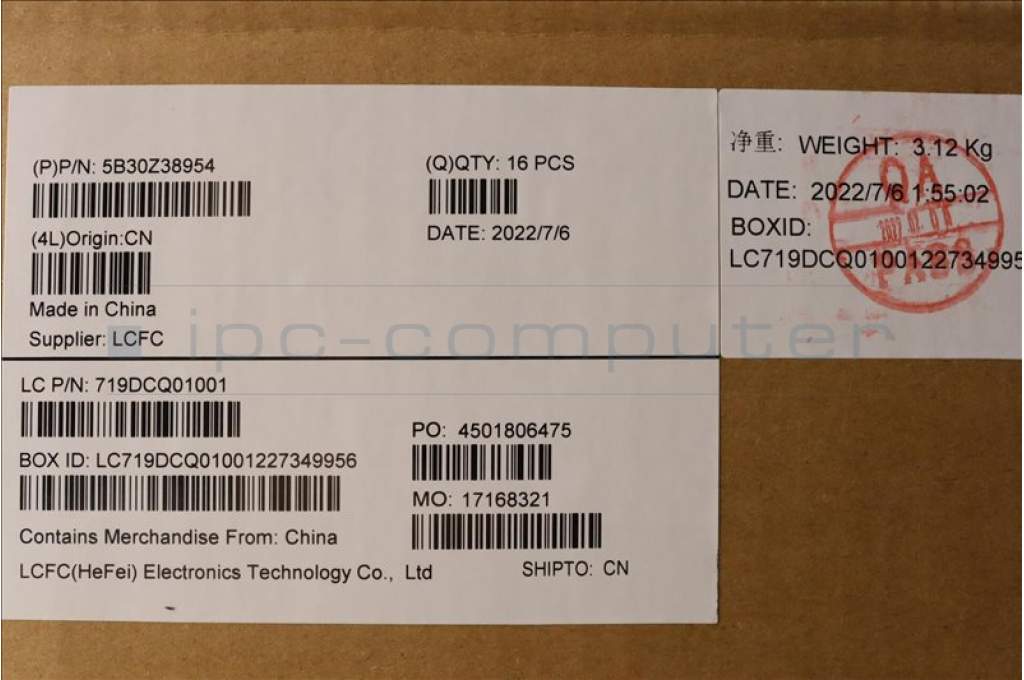 (P)P/N: 5B30Z38954
(Q)QTY: 16 PCS
(4L)Origin:CN
DATE: 2022/7/6
Made in China
Supplier: LCFC
净重: WEIGHT: 3.12 Kg
DATE: 2022/7/6 1:55:02
BOXID:
LC719DCQ0100122734995
QA
PASS
ipc-computer
LC P/N: 719DCQ01001
PO: 4501806475
BOX ID: LC719DCQ01001227349956
MO: 17168321
Contains Merchandise From: China
LCFC(HeFei) Electronics Technology Co., Ltd
SHIPTO: CN